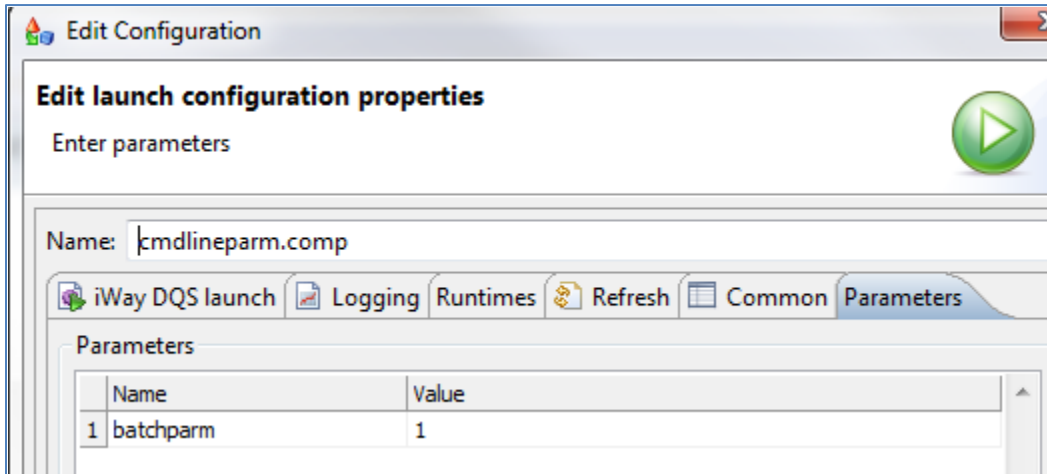 Edit Configuration
Edit launch configuration properties
Enter parameters
Name: cmdlineparm.comp
iWay DQS launch Logging Runtimes Refresh Common Parameters
Parameters
Name Value
1 batchparm 1